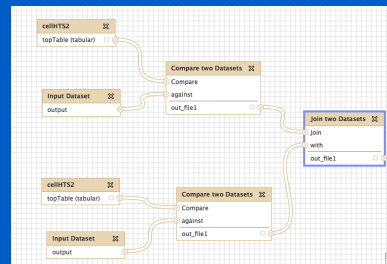 cellHTS2
topTable (tabular)
Compare two Datasets
Compare
against
out_file1
Input Dataset
output
Join two Datasets
Join
with
out_file1
cellHTS2
topTable (tabular)
Compare two Datasets
Compare
against
out_file1
Input Dataset
output